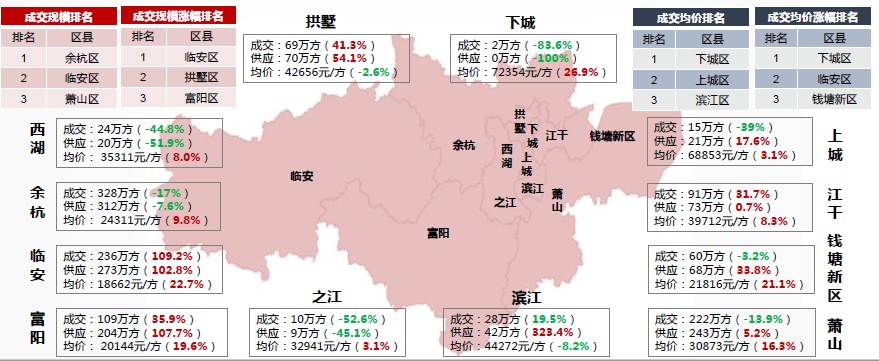 成交规模排名
排名 区县
1 余杭区
2 临安区
3 萧山区
成交规模涨幅排名
排名 区县
1 临安区
2 拱墅区
3 富阳区
拱墅
成交：69万方（41.3%）
供应：70万方（54.1%）
均价：42656元/方（-2.6%）
下城
成交：2万方（-83.6%）
供应：0万方（-100%）
均价：72354元/方（26.9%）
成交均价排名
排名 区县
1 下城区
2 上城区
3 滨江区
成交均价涨幅排名
排名 区县
1 下城区
2 临安区
3 钱塘新区
西湖
成交：24万方（-44.8%）
供应：20万方（-51.9%）
均价： 35311元/方（8.0%）
余杭
成交：328万方（-17%）
供应：312万方（-7.6%）
均价： 24311元/方（9.8%）
临安
成交：236万方（109.2%）
供应：273万方（102.8%）
均价：18662元/方（22.7%）
富阳
成交：109万方（35.9%）
供应：204万方（107.7%）
均价： 20144元/方（19.6%）
临安
余杭
富阳
西湖
拱墅
下城
上城
江干
钱塘新区
滨江
之江
萧山
之江
成交：10万方（-52.6%）
供应：9万方（-45.1%）
均价：32941元/方（3.1%）
滨江
成交：28万方（19.5%）
供应：42万方（323.4%）
均价：44272元/方（-8.2%）
上城
成交：15万方（-39%）
供应：21万方（17.6%）
均价：68853元/方（3.1%）
江干
成交：91万方（31.7%）
供应：73万方（0.7%）
均价：39712元/方（8.3%）
钱塘新区
成交：60万方（-3.2%）
供应：68万方（33.8%）
均价：21816元/方（21.1%）
萧山
成交：222万方（-13.9%）
供应：243万方（5.2%）
均价：30873元/方（16.3%）